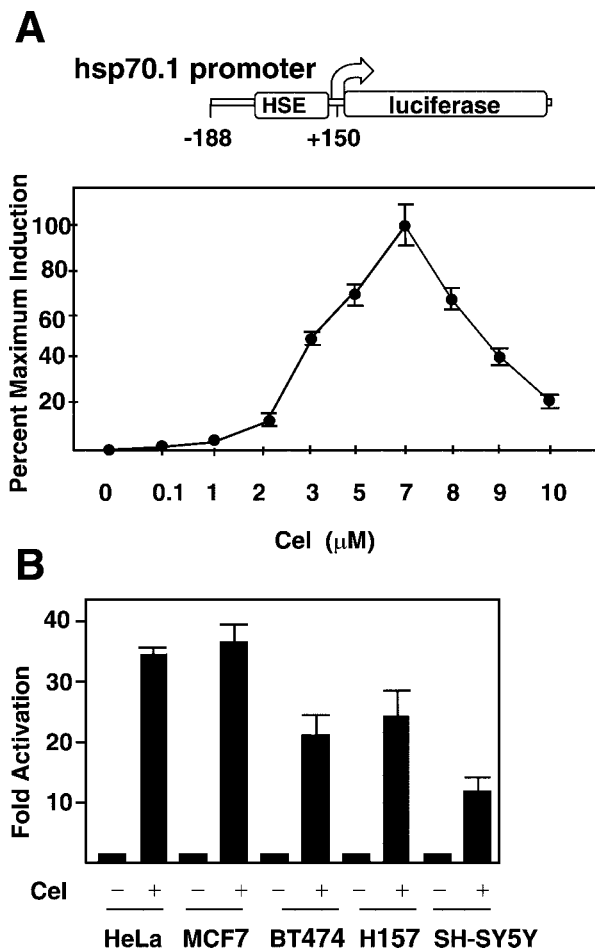 A
hsp70.1 promoter
HSE
luciferase
-188
+150
Percent Maximum Induction
100
80
60
40
20
0 0.1 1 2 3 5 7 8 9 10
Cel (μM)
B
Fold Activation
40
30
20
10
Cel − + − + − + − + − +
HeLa MCF7 BT474 H157 SH-SY5Y